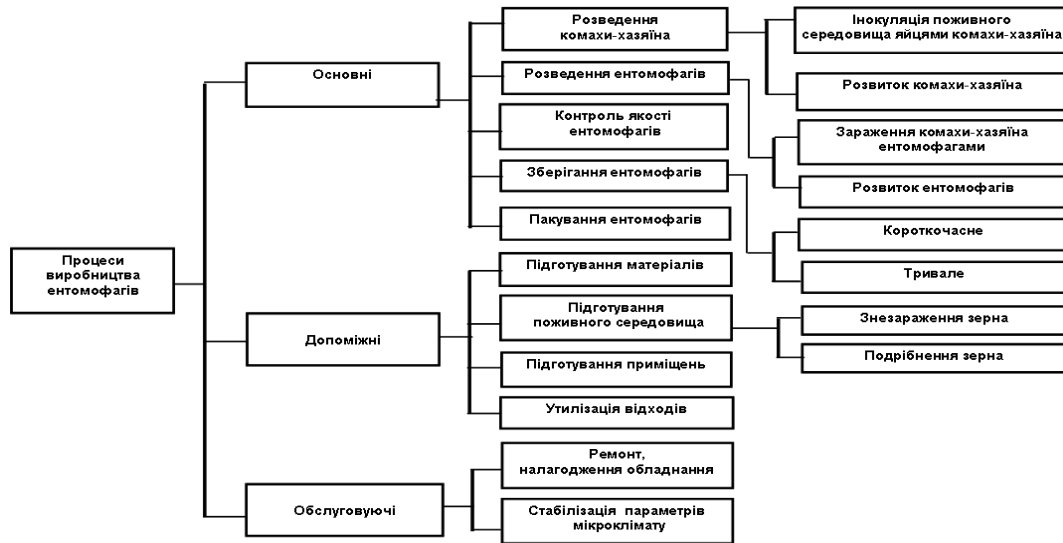 Процеси
виробництва
ентомофагів
Основні
Розведення
комахи-хазяїна
Інокуляція поживного
середовища яйцями комахи-хазяїна
Розвиток комахи-хазяїна
Розведення ентомофагів
Зараження комахи-хазяїна
ентомофагами
Розвиток ентомофагів
Контроль якості
ентомофагів
Зберігання ентомофагів
Короткочасне
Тривале
Пакування ентомофагів
Допоміжні
Підготування матеріалів
Підготування
поживного середовища
Знезараження зерна
Подрібнення зерна
Підготування приміщень
Утилізація відходів
Обслуговуючі
Ремонт,
налагодження обладнання
Стабілізація параметрів
мікроклімату